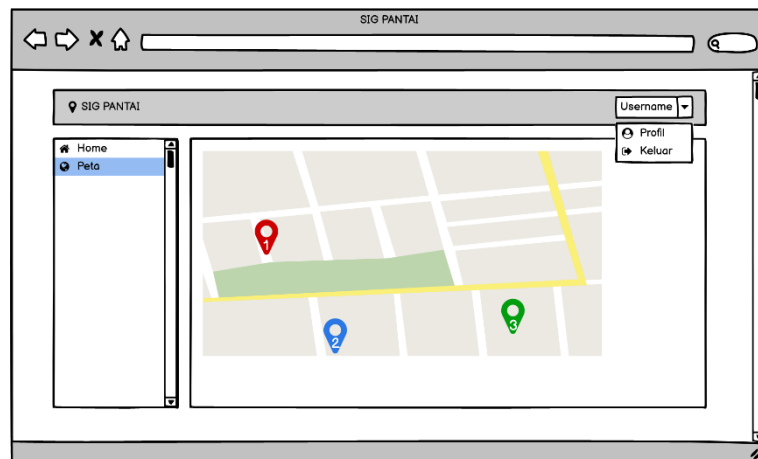 SIG PANTAI
SIG PANTAI
Username
Profil
Keluar
Home
Peta
1
2
3